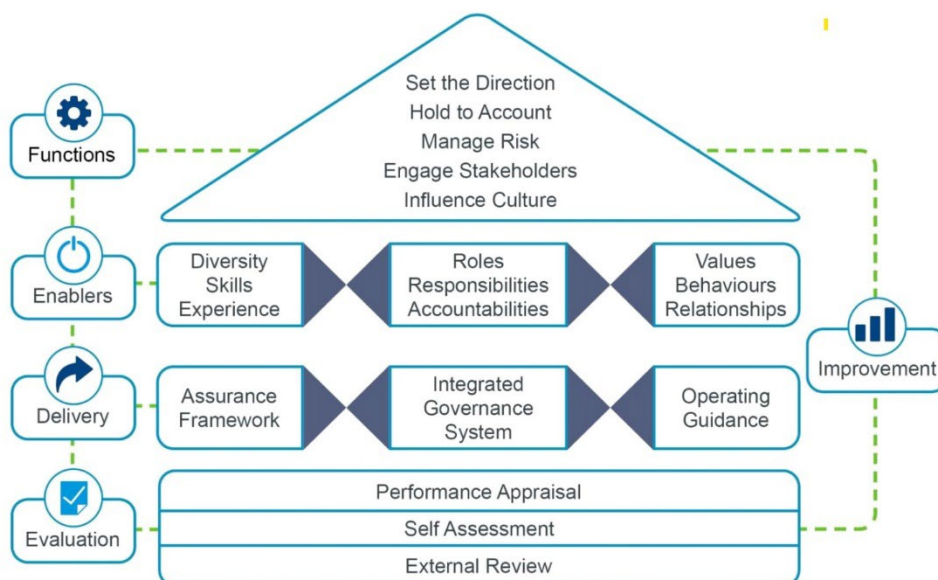 Set the Direction
Hold to Account
Manage Risk
Engage Stakeholders
Influence Culture
Functions
Enablers
Diversity
Skills
Experience
Roles
Responsibilities
Accountabilities
Values
Behaviours
Relationships
Delivery
Assurance
Framework
Integrated
Governance
System
Operating
Guidance
Improvement
Evaluation
Performance Appraisal
Self Assessment
External Review